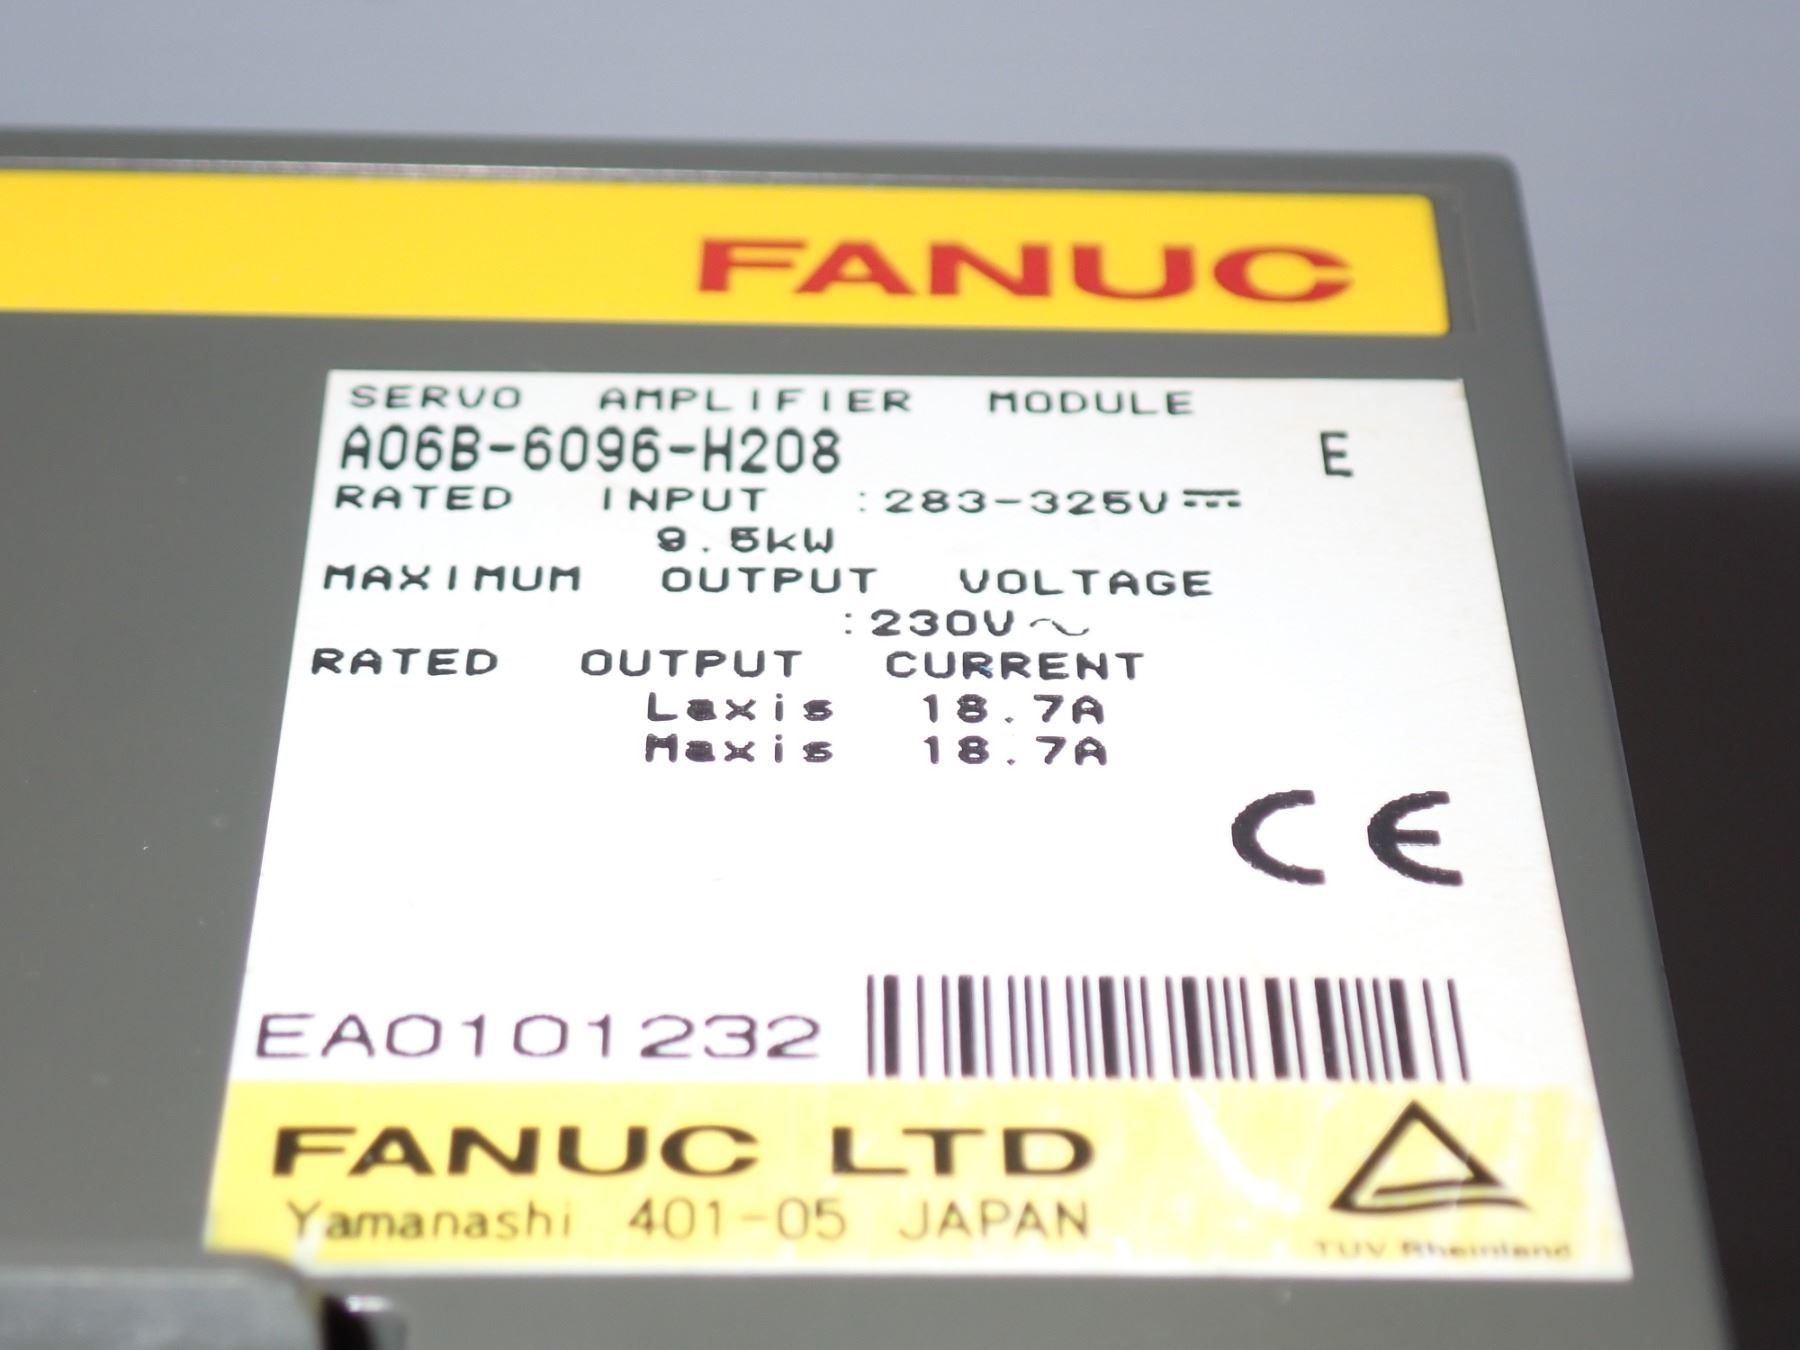 FANUC
SERVO AMPLIFIER MODULE
A06B-6096-H208 E
RATED INPUT :283-325V⎓
9.5kW
MAXIMUM OUTPUT VOLTAGE
:230V~
RATED OUTPUT CURRENT
Laxis 18.7A
Maxis 18.7A
CE
EA0101232
FANUC LTD
Yamanashi 401-05 JAPAN
TUV Rheinland